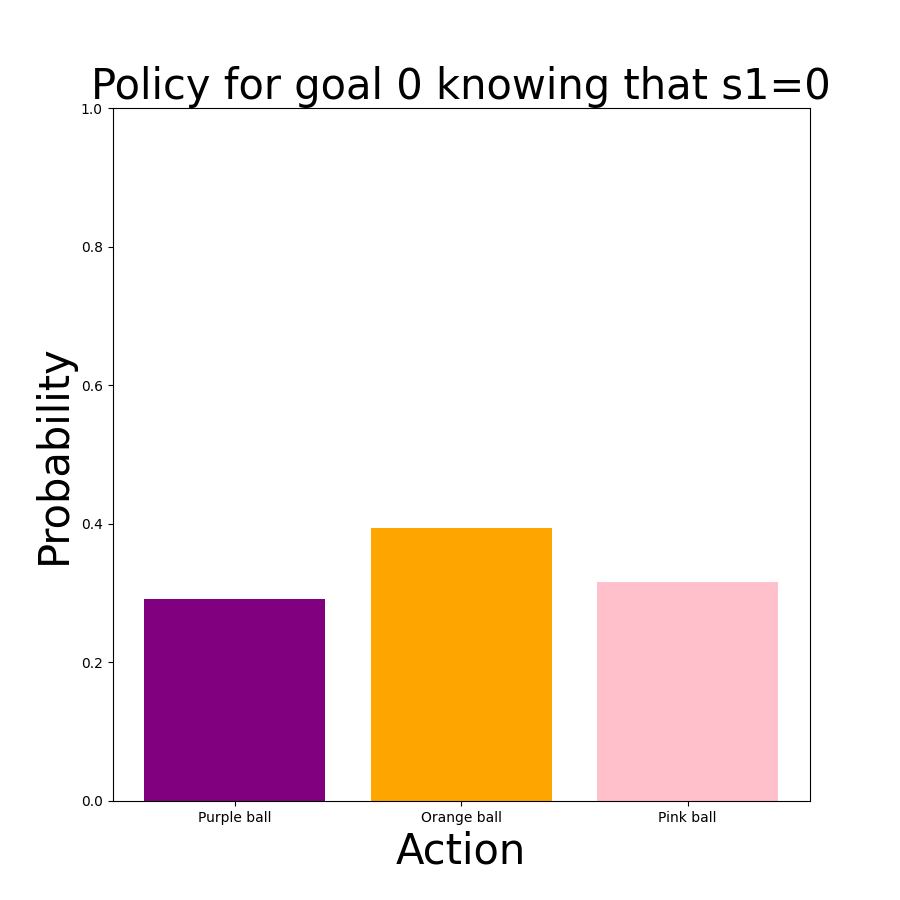 Policy for goal 0 knowing that s1=0
1.0
0.8
0.6
0.4
0.2
0.0
Probability
Purple ball
Orange ball
Pink ball
Action